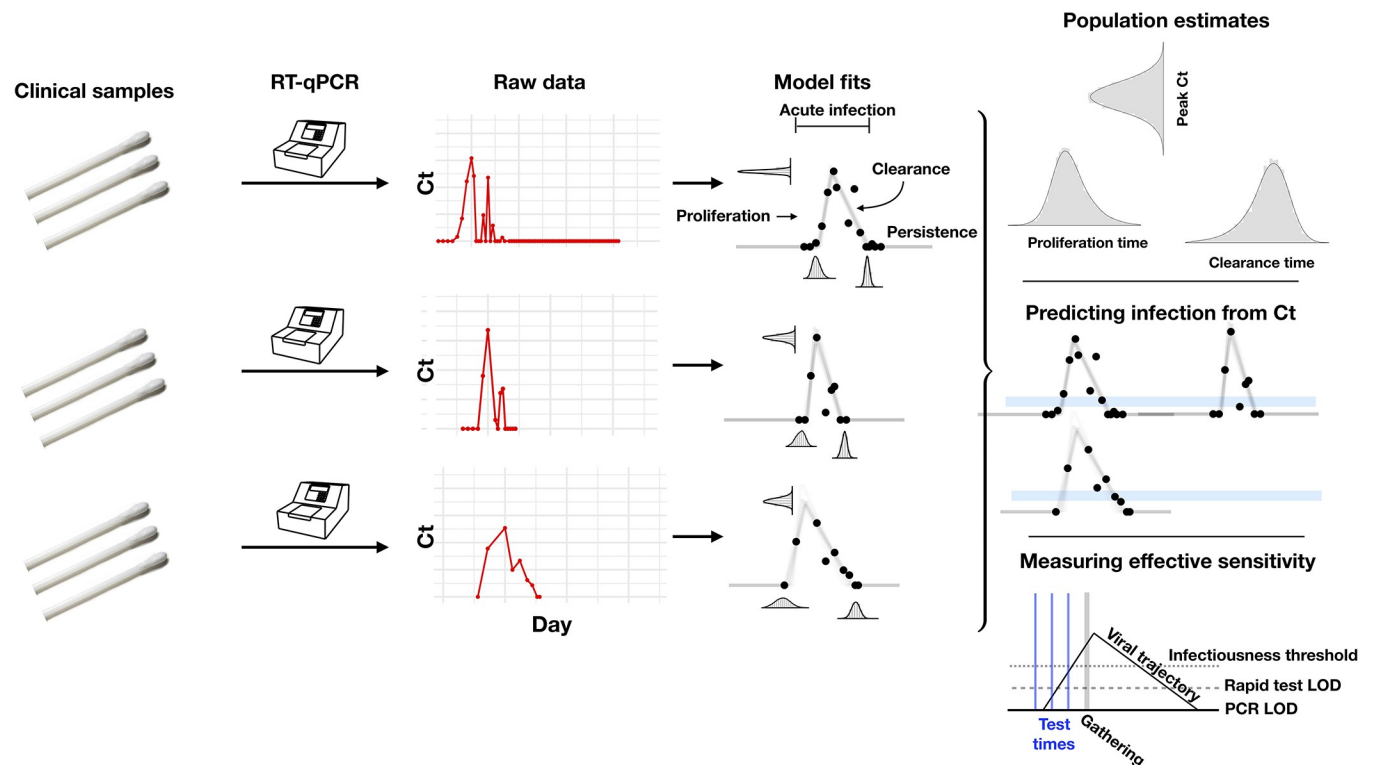 Clinical samples
RT-qPCR
Raw data
Model fits
Acute infection
Clearance
Proliferation
Persistence
Ct
Ct
Ct
Day
Population estimates
Peak Ct
Proliferation time
Clearance time
Predicting infection from Ct
Measuring effective sensitivity
Viral trajectory
Infectiousness threshold
Rapid test LOD
PCR LOD
Test
times
Gathering